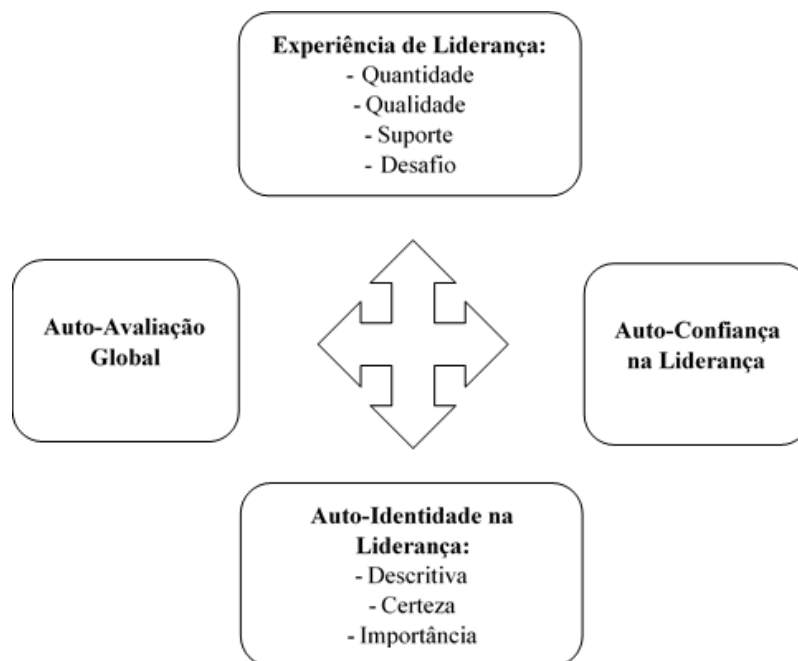 Experiência de Liderança:
- Quantidade
- Qualidade
- Suporte
- Desafio
Auto-Avaliação
Global
Auto-Confiança
na Liderança
Auto-Identidade na
Liderança:
- Descritiva
- Certeza
- Importância